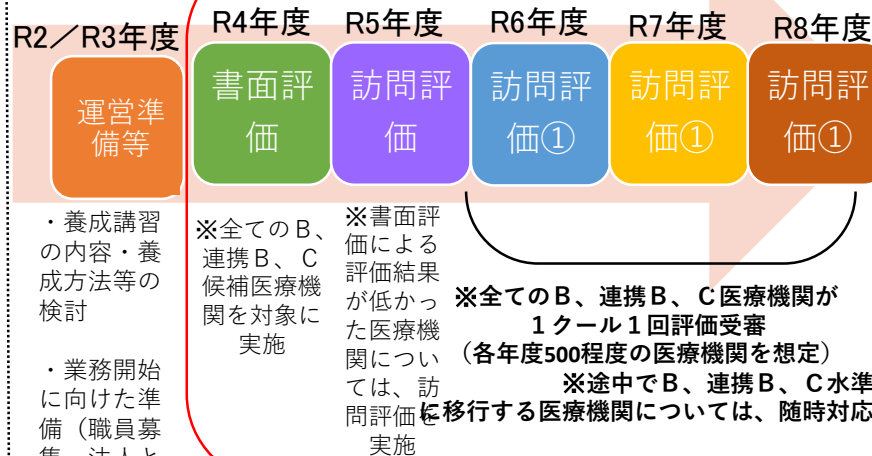 R2／R3年度
R4年度
R5年度
R6年度
R7年度
R8年度
運営準
備等
書面評
価
訪問評
価
訪問評
価①
訪問評
価①
訪問評
価①
・養成講習
の内容・養
成方法等の
検討
・業務開始
に向けた準
備（職員募
※全てのＢ、
連携Ｂ、Ｃ
候補医療機
関を対象に
実施
※書面評
価による
評価結果
が低かっ
た医療機
関につい
ては、訪
問評価を
実施
※全てのＢ、連携Ｂ、Ｃ医療機関が
１クール１回評価受審
（各年度500程度の医療機関を想定）
※途中でＢ、連携Ｂ、Ｃ水準
に移行する医療機関については、随時対応